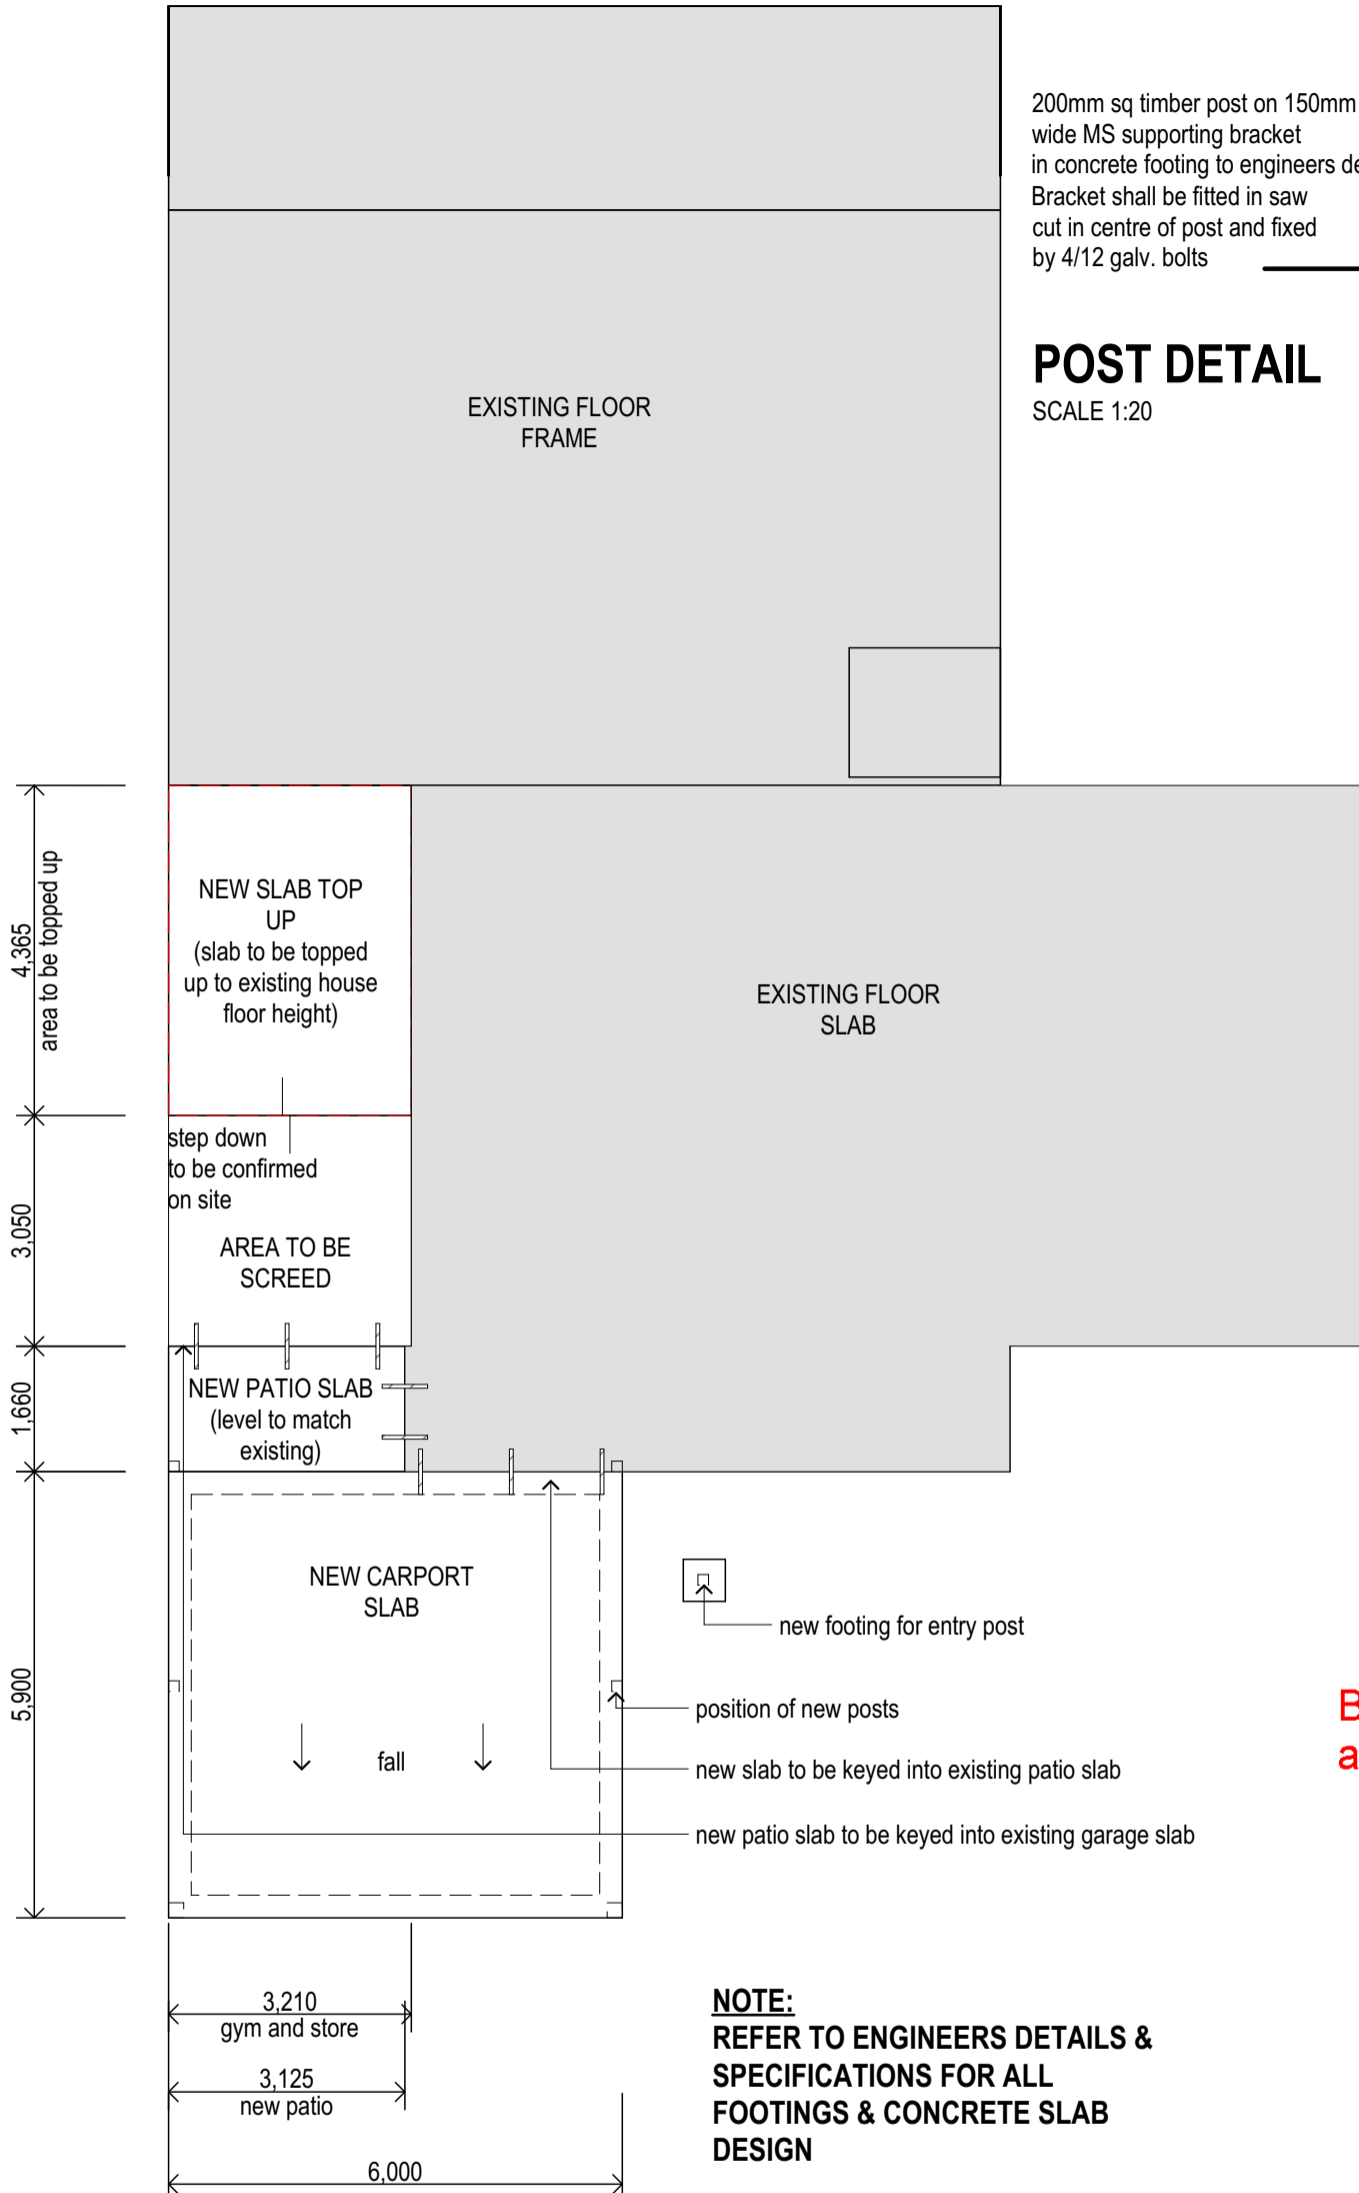 200mm sq timber post on 150mm
wide MS supporting bracket
in concrete footing to engineers
Bracket shall be fitted in saw
cut in centre of post and fixed
by 4/12 galv. bolts
POST DETAIL
SCALE 1:20
EXISTING FLOOR
FRAME
4,365
area to be topped up
NEW SLAB TOP
UP
(slab to be topped
up to existing house
floor height)
EXISTING FLOOR
SLAB
step down
to be confirmed
on site
3,050
AREA TO BE
SCREED
1,660
NEW PATIO SLAB
(level to match
existing)
5,900
NEW CARPORT
SLAB
fall
new footing for entry post
position of new posts
new slab to be keyed into existing patio slab
new patio slab to be keyed into existing garage slab
3,210
gym and store
3,125
new patio
6,000
NOTE:
REFER TO ENGINEERS DETAILS &
SPECIFICATIONS FOR ALL
FOOTINGS & CONCRETE SLAB
DESIGN